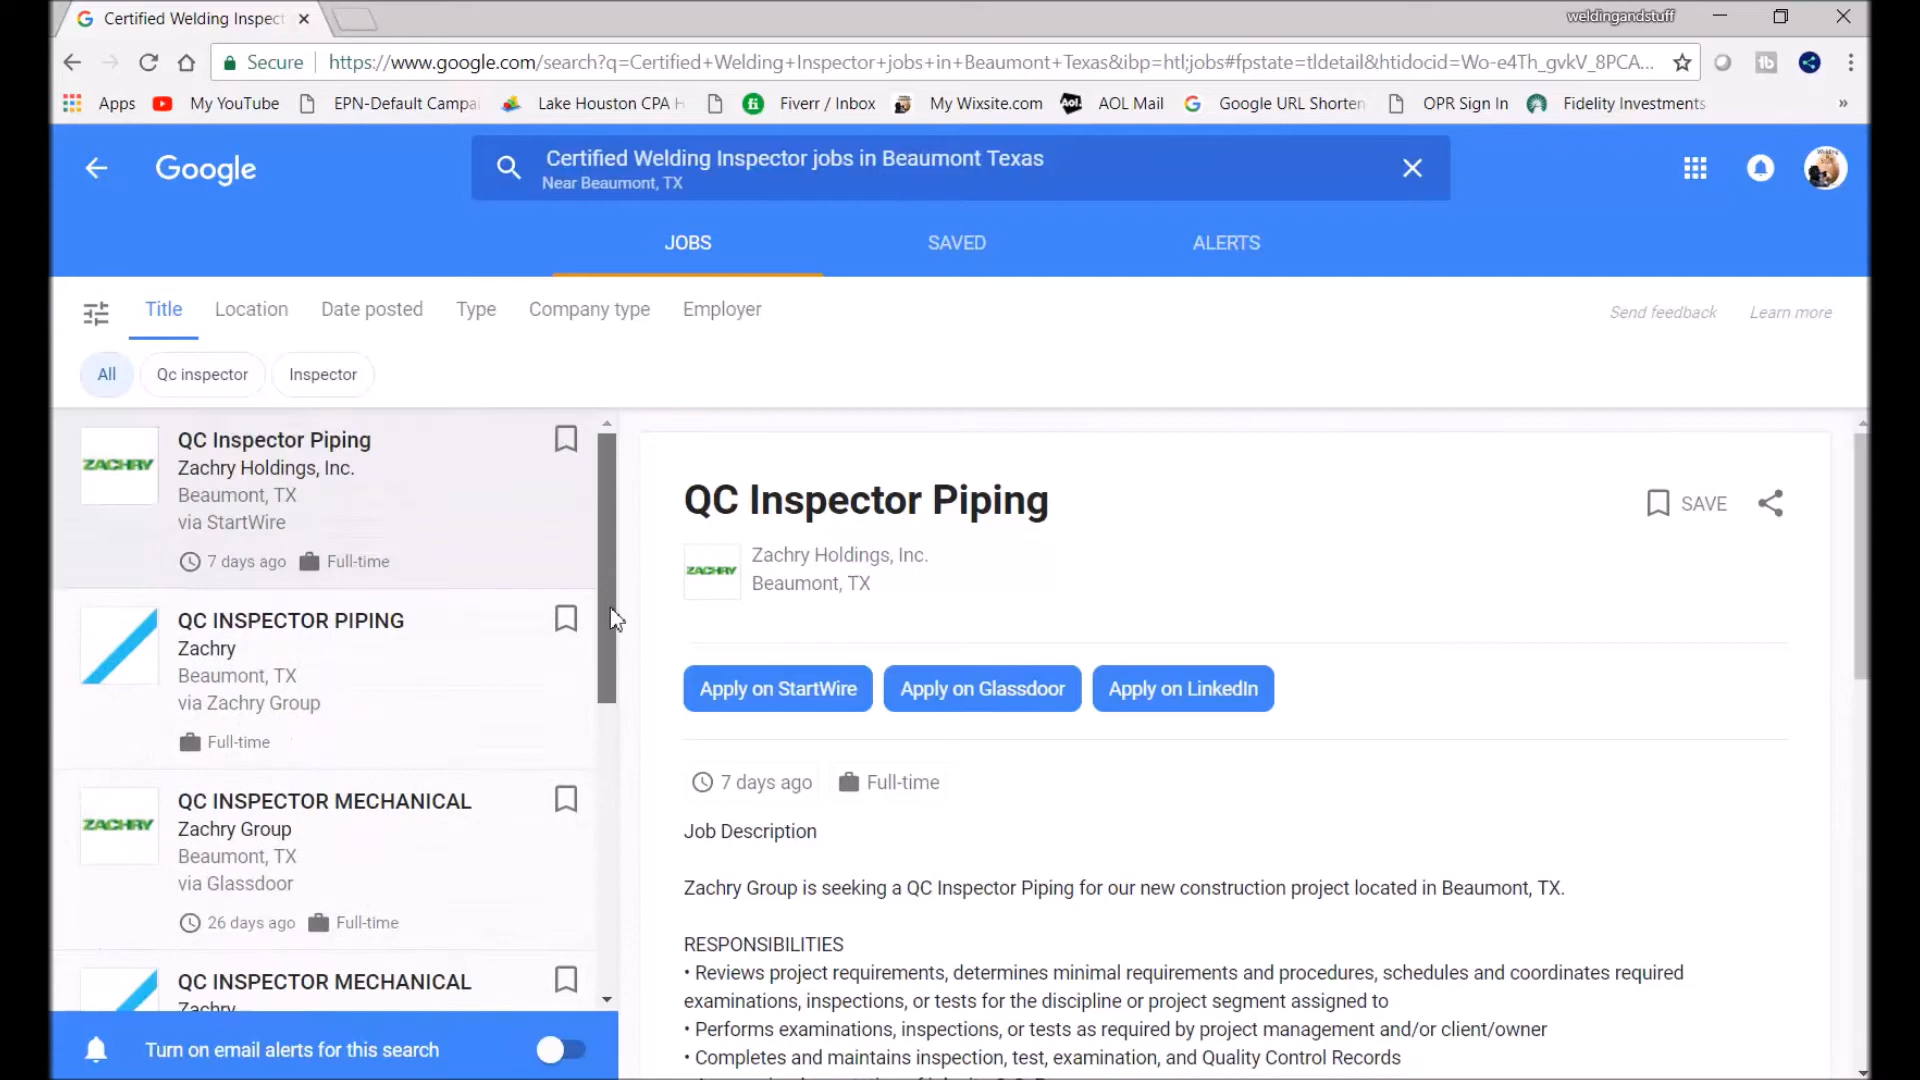 Certified Welding Inspect
weldingandstuff
Secure
https://www.google.com/search?q=Certified+Welding+Inspector+jobs+in+Beaumont+Texas&ibp=htl;jobs#fpstate=tldetail&htidocid=Wo-e4Th_gvkV_8PCA...
Apps
My YouTube
EPN-Default Campai
Lake Houston CPA H
Fiverr / Inbox
My Wixsite.com
Aol.
AOL Mail
Google URL Shorten
OPR Sign In
Fidelity Investments
»
Google
Certified Welding Inspector jobs in Beaumont Texas
Near Beaumont, TX
JOBS
SAVED
ALERTS
Title
Location
Date posted
Type
Company type
Employer
Send feedback
Learn more
All
Qc inspector
Inspector
ZACHRY
QC Inspector Piping
Zachry Holdings, Inc.
Beaumont, TX
via StartWire
7 days ago
Full-time
QC INSPECTOR PIPING
Zachry
Beaumont, TX
via Zachry Group
Full-time
ZACHRY
QC INSPECTOR MECHANICAL
Zachry Group
Beaumont, TX
via Glassdoor
26 days ago
Full-time
QC INSPECTOR MECHANICAL
Zachry
Turn on email alerts for this search
QC Inspector Piping
SAVE
ZACHRY
Zachry Holdings, Inc.
Beaumont, TX
Apply on StartWire
Apply on Glassdoor
Apply on LinkedIn
7 days ago
Full-time
Job Description
Zachry Group is seeking a QC Inspector Piping for our new construction project located in Beaumont, TX.
RESPONSIBILITIES
• Reviews project requirements, determines minimal requirements and procedures, schedules and coordinates required
examinations, inspections, or tests for the discipline or project segment assigned to
• Performs examinations, inspections, or tests as required by project management and/or client/owner
• Completes and maintains inspection, test, examination, and Quality Control Records